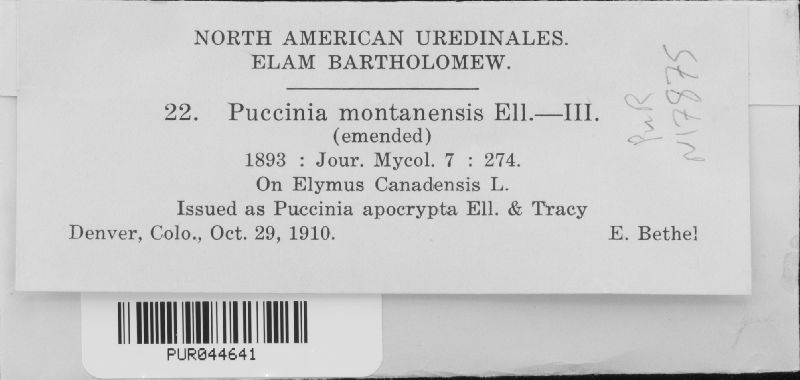 NORTH AMERICAN UREDINALES.
ELAM BARTHOLOMEW.
22. Puccinia montanensis Ell.—III.
(emended)
1893 : Jour. Mycol. 7 : 274.
On Elymus Canadensis L.
Issued as Puccinia apocrypta Ell. & Tracy
Denver, Colo., Oct. 29, 1910. E. Bethel
PUR
N17875
PUR044641